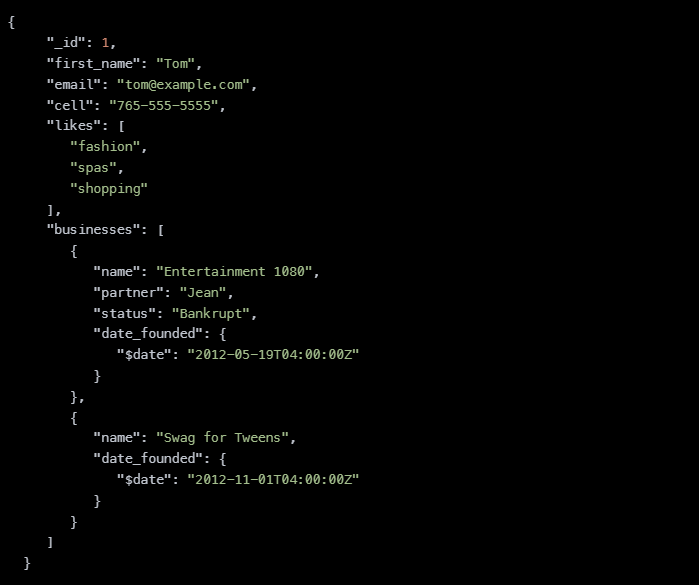 {
"_id": 1,
"first_name": "Tom",
"email": "tom@example.com",
"cell": "765-555-5555",
"likes": [
"fashion",
"spas",
"shopping"
],
"businesses": [
{
"name": "Entertainment 1080",
"partner": "Jean",
"status": "Bankrupt",
"date_founded": {
"$date": "2012-05-19T04:00:00Z"
}
},
{
"name": "Swag for Tweens",
"date_founded": {
"$date": "2012-11-01T04:00:00Z"
}
}
]
}